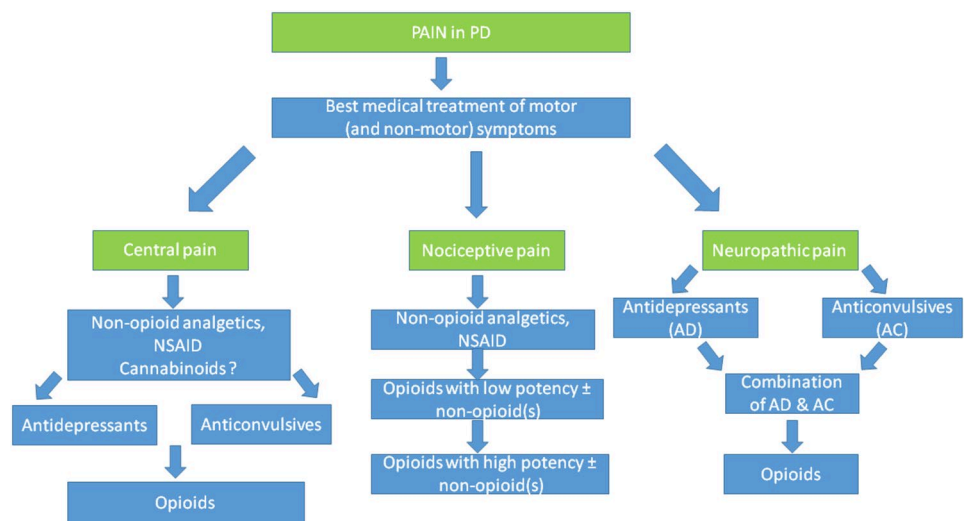 PAIN in PD
Best medical treatment of motor
(and non-motor) symptoms
Central pain
Non-opioid analgetics,
NSAID
Cannabinoids ?
Antidepressants
Anticonvulsives
Opioids
Nociceptive pain
Non-opioid analgetics,
NSAID
Opioids with low potency ±
non-opioid(s)
Opioids with high potency ±
non-opioid(s)
Neuropathic pain
Antidepressants
(AD)
Anticonvulsives
(AC)
Combination
of AD & AC
Opioids